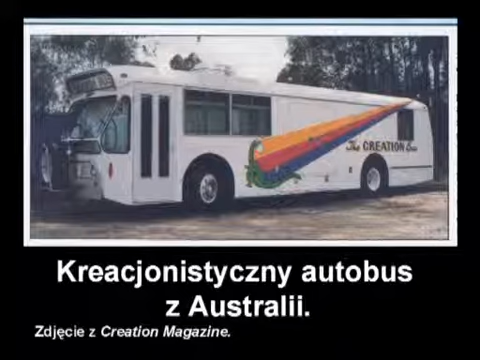 The CREATION Bus
Kreacjonistyczny autobus
z Australii.
Zdjęcie z Creation Magazine.